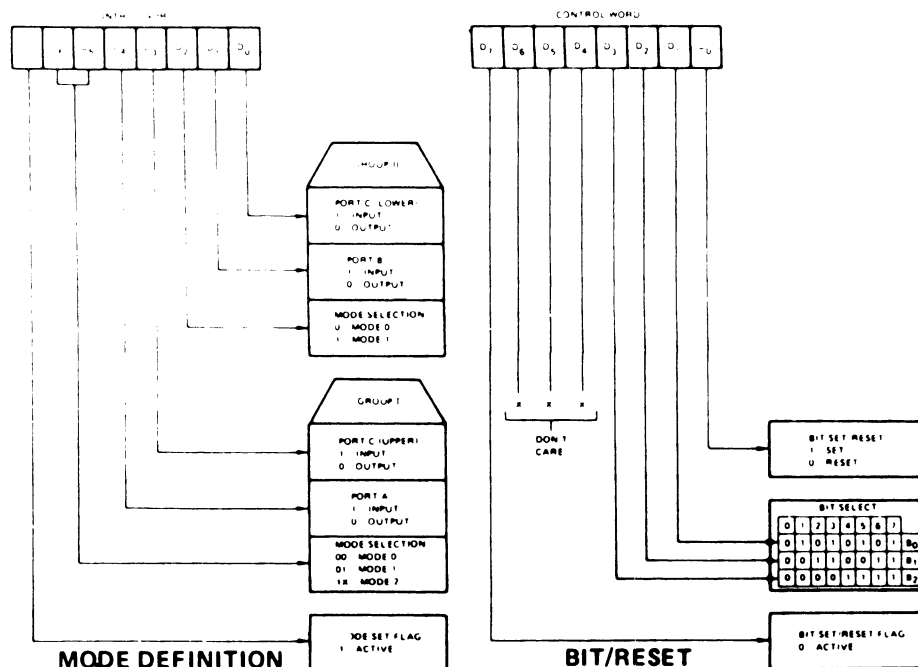 CONTROL WORD
D0
D7 D6 D5 D4 D3 D2
PORT C (LOWER)
1 INPUT
0 OUTPUT
PORT B
1 INPUT
0 OUTPUT
MODE SELECTION
0 MODE 0
1 MODE 1
GROUP I
PORT C (UPPER)
1 INPUT
0 OUTPUT
PORT A
1 INPUT
0 OUTPUT
MODE SELECTION
00 MODE 0
01 MODE 1
1X MODE 2
SET FLAG
1 ACTIVE
MODE DEFINITION
X X X
DON'T
CARE
BIT SET/RESET
1 SET
0 RESET
BIT SELECT
0 1 2 3 4 5 6 7
0 1 0 1 0 1 0 1 B0
0 0 1 1 0 0 1 1 B1
0 0 0 0 1 1 1 1 B2
BIT SET/RESET FLAG
0 ACTIVE
BIT/RESET